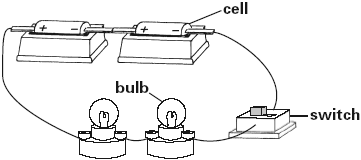 cell
+ − + −
bulb
switch